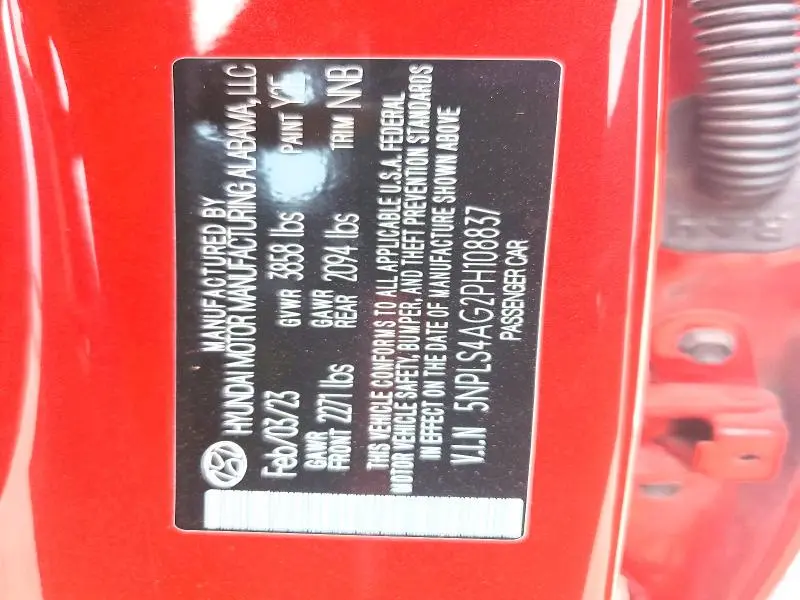 MANUFACTURED BY
HYUNDAI MOTOR MANUFACTURING ALABAMA, LLC
Feb/03/23 GVWR 3858 lbs PAINT
GAWR FRONT 2271 lbs GAWR REAR 2094 lbs TRIM NNB
THIS VEHICLE CONFORMS TO ALL APPLICABLE U.S.A. FEDERAL
MOTOR VEHICLE SAFETY, BUMPER, AND THEFT PREVENTION STANDARDS
IN EFFECT ON THE DATE OF MANUFACTURE SHOWN ABOVE
V.I.N 5NPLS4AG2PH108837
PASSENGER CAR